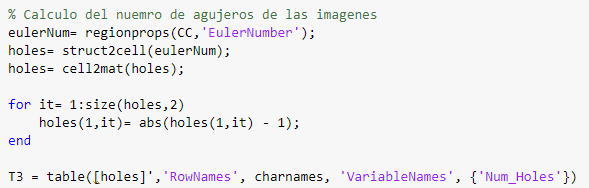 % Calculo del nuemro de agujeros de las imagenes
eulerNum= regionprops(CC,'EulerNumber');
holes= struct2cell(eulerNum);
holes= cell2mat(holes);
for it= 1:size(holes,2)
holes(1,it)= abs(holes(1,it) - 1);
end
T3 = table([holes]','RowNames', charnames, 'VariableNames', {'Num_Holes'})